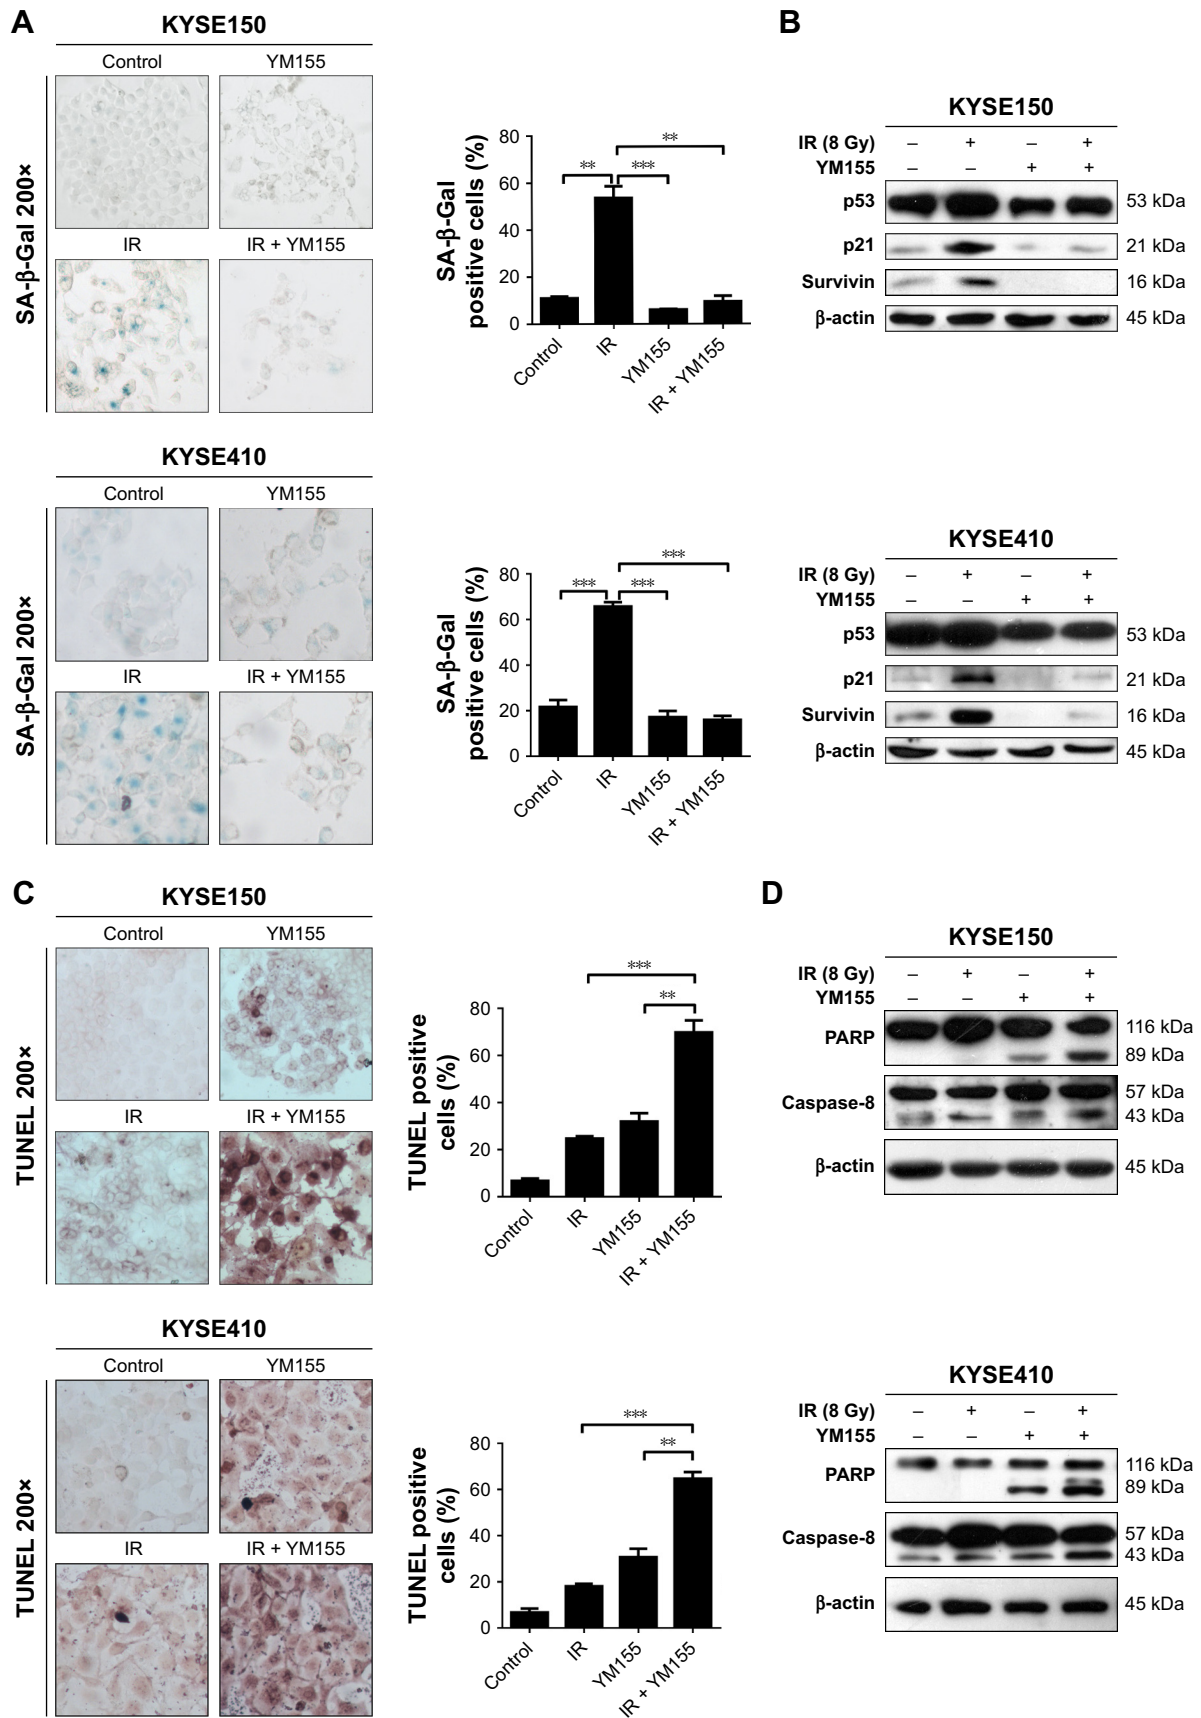 A
KYSE150
Control
YM155
IR
IR + YM155
SA-β-Gal 200×
SA-β-Gal
positive cells (%)
80
60
40
20
0
**
***
**
Control
IR
YM155
IR + YM155
B
KYSE150
IR (8 Gy) – + – +
YM155 – – + +
p53 53 kDa
p21 21 kDa
Survivin 16 kDa
β-actin 45 kDa
KYSE410
Control
YM155
IR
IR + YM155
SA-β-Gal 200×
SA-β-Gal
positive cells (%)
80
60
40
20
0
***
***
***
Control
IR
YM155
IR + YM155
KYSE410
IR (8 Gy) – + – +
YM155 – – + +
p53 53 kDa
p21 21 kDa
Survivin 16 kDa
β-actin 45 kDa
C
KYSE150
Control
YM155
IR
IR + YM155
TUNEL 200×
TUNEL positive
cells (%)
80
60
40
20
0
***
**
Control
IR
YM155
IR + YM155
D
KYSE150
IR (8 Gy) – + – +
YM155 – – + +
PARP 116 kDa
89 kDa
Caspase-8 57 kDa
43 kDa
β-actin 45 kDa
KYSE410
Control
YM155
IR
IR + YM155
TUNEL 200×
TUNEL positive
cells (%)
80
60
40
20
0
***
**
Control
IR
YM155
IR + YM155
KYSE410
IR (8 Gy) – + – +
YM155 – – + +
PARP 116 kDa
89 kDa
Caspase-8 57 kDa
43 kDa
β-actin 45 kDa